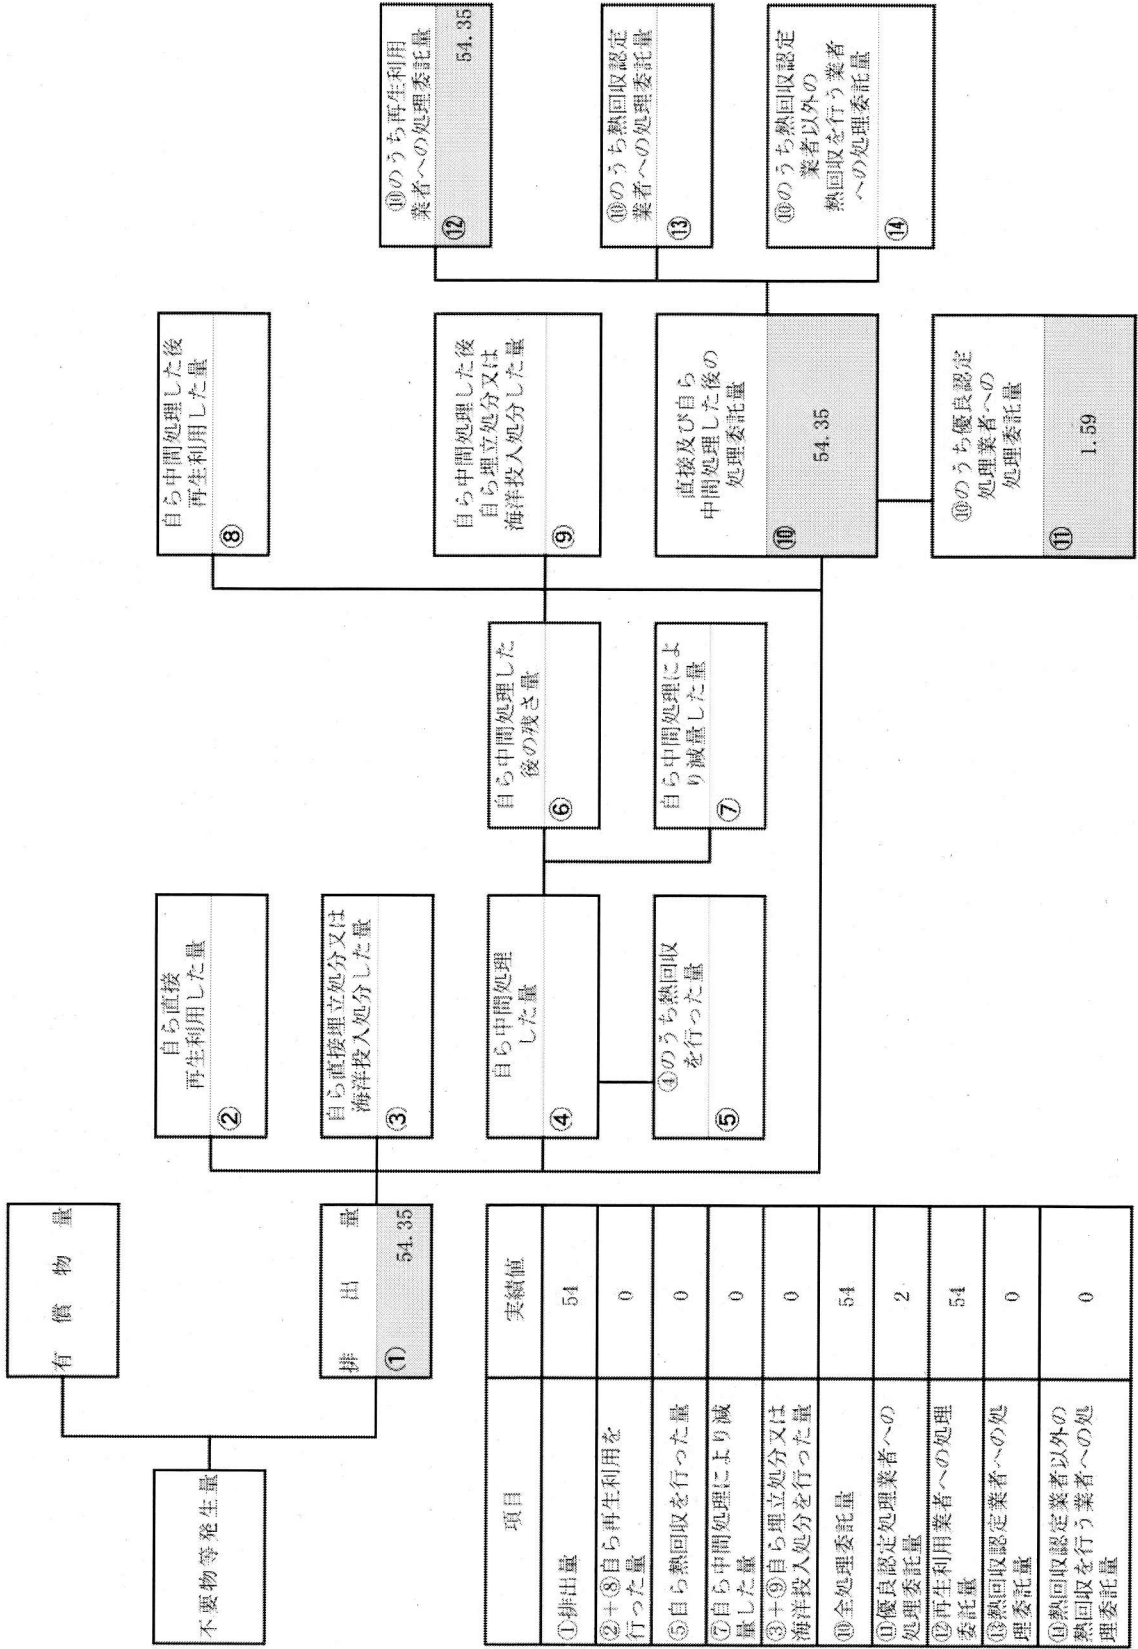 不要物等発生量
有 償 物 量
排 出 量
① 54.35
自ら直接
再生利用した量
②
自ら直接埋立処分又は
海洋投入処分した量
③
自ら中間処理
した量
④
④のうち熱回収
を行った量
⑤
自ら中間処理した
後の残さ量
⑥
自ら中間処理によ
り減量した量
⑦
自ら中間処理した後
再生利用した量
⑧
自ら中間処理した後
自ら埋立処分又は
海洋投入処分した量
⑨
直接及び自ら
中間処理した後の
処理委託量
⑩
54.35
⑩のうち優良認定
処理業者への
処理委託量
⑪
1.59
⑩のうち再生利用
業者への処理委託量
⑫ 54.35
⑩のうち熱回収認定
業者への処理委託量
⑬
⑩のうち熱回収認定
業者以外の
熱回収を行う業者
への処理委託量
⑭
項目 実績値
①排出量 54
②+⑧自ら再生利用を
行った量 0
⑤自ら熱回収を行った量 0
⑦自ら中間処理により減
量した量 0
③+⑨自ら埋立処分又は
海洋投入処分を行った量 0
⑩全処理委託量 54
⑪優良認定処理業者への
処理委託量 2
⑫再生利用業者への処理
委託量 54
⑬熱回収認定業者への処
理委託量 0
⑭熱回収認定業者以外の
熱回収を行う業者への処
理委託量 0